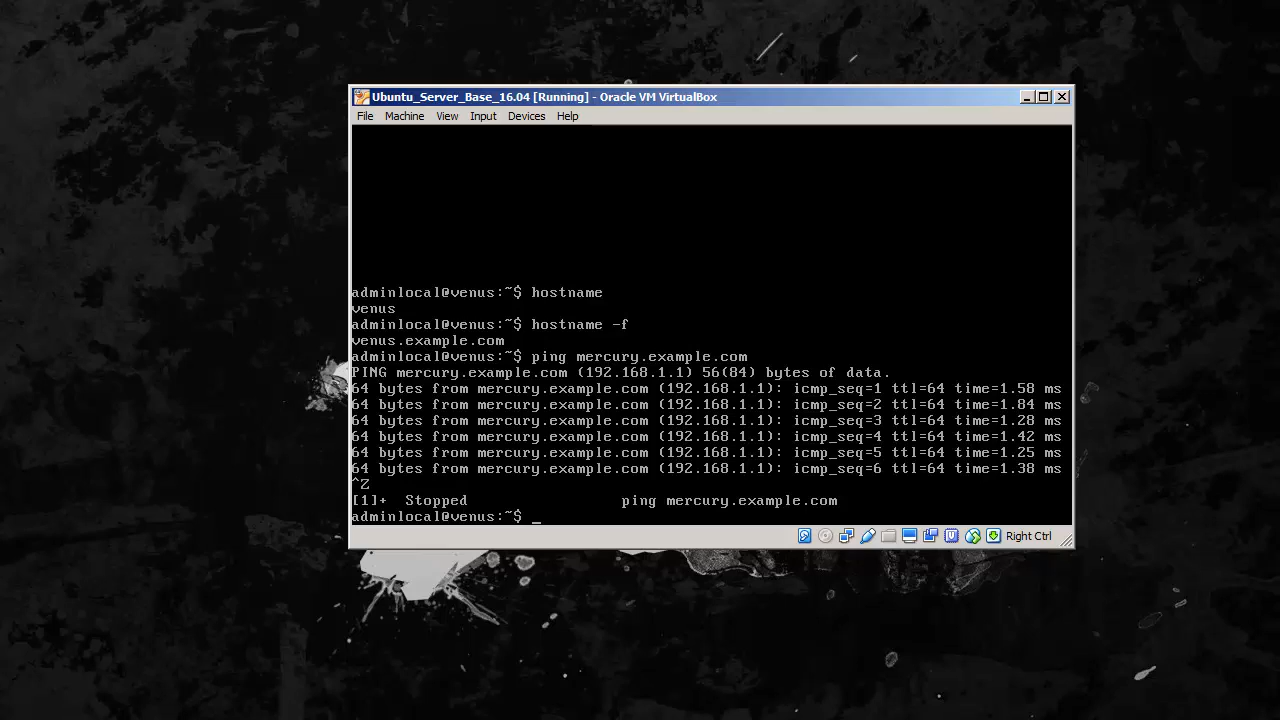 Ubuntu_Server_Base_16.04 [Running] - Oracle VM VirtualBox
File Machine View Input Devices Help
adminlocal@venus:~$ hostname
venus
adminlocal@venus:~$ hostname -f
venus.example.com
adminlocal@venus:~$ ping mercury.example.com
PING mercury.example.com (192.168.1.1) 56(84) bytes of data.
64 bytes from mercury.example.com (192.168.1.1): icmp_seq=1 ttl=64 time=1.58 ms
64 bytes from mercury.example.com (192.168.1.1): icmp_seq=2 ttl=64 time=1.84 ms
64 bytes from mercury.example.com (192.168.1.1): icmp_seq=3 ttl=64 time=1.28 ms
64 bytes from mercury.example.com (192.168.1.1): icmp_seq=4 ttl=64 time=1.42 ms
64 bytes from mercury.example.com (192.168.1.1): icmp_seq=5 ttl=64 time=1.25 ms
64 bytes from mercury.example.com (192.168.1.1): icmp_seq=6 ttl=64 time=1.38 ms
^Z
[1]+  Stopped                 ping mercury.example.com
adminlocal@venus:~$ _
Right Ctrl